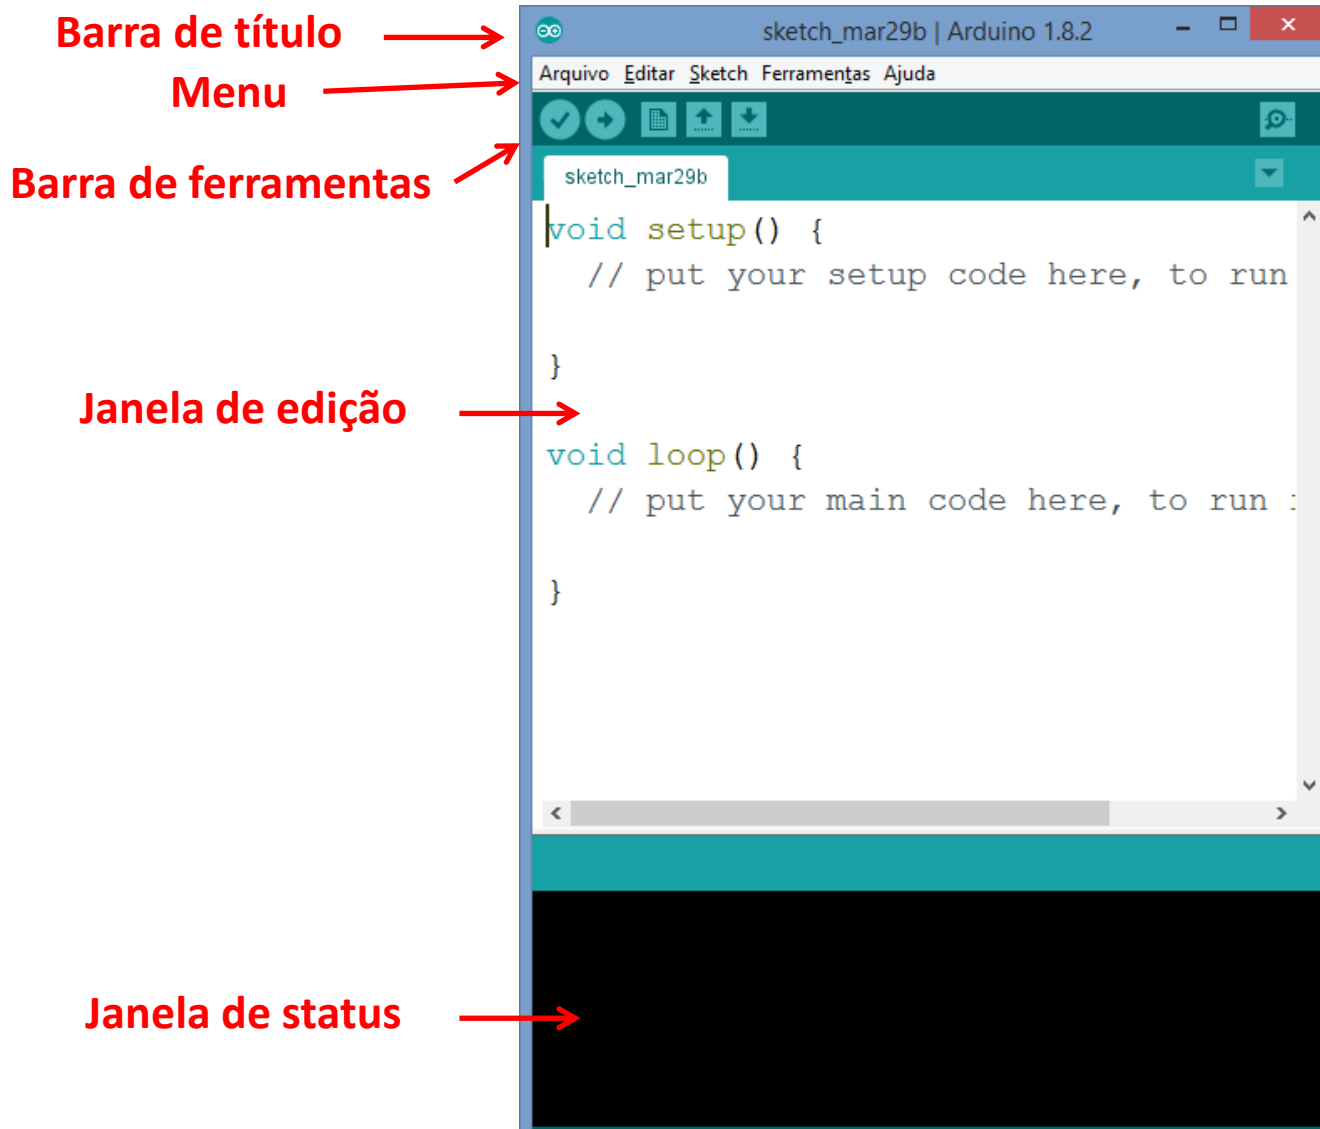 Barra de título
sketch_mar29b | Arduino 1.8.2
Menu
Arquivo Editar Sketch Ferramentas Ajuda
Barra de ferramentas
sketch_mar29b
void setup() {
// put your setup code here, to run
}
Janela de edição
void loop() {
// put your main code here, to run
}
Janela de status